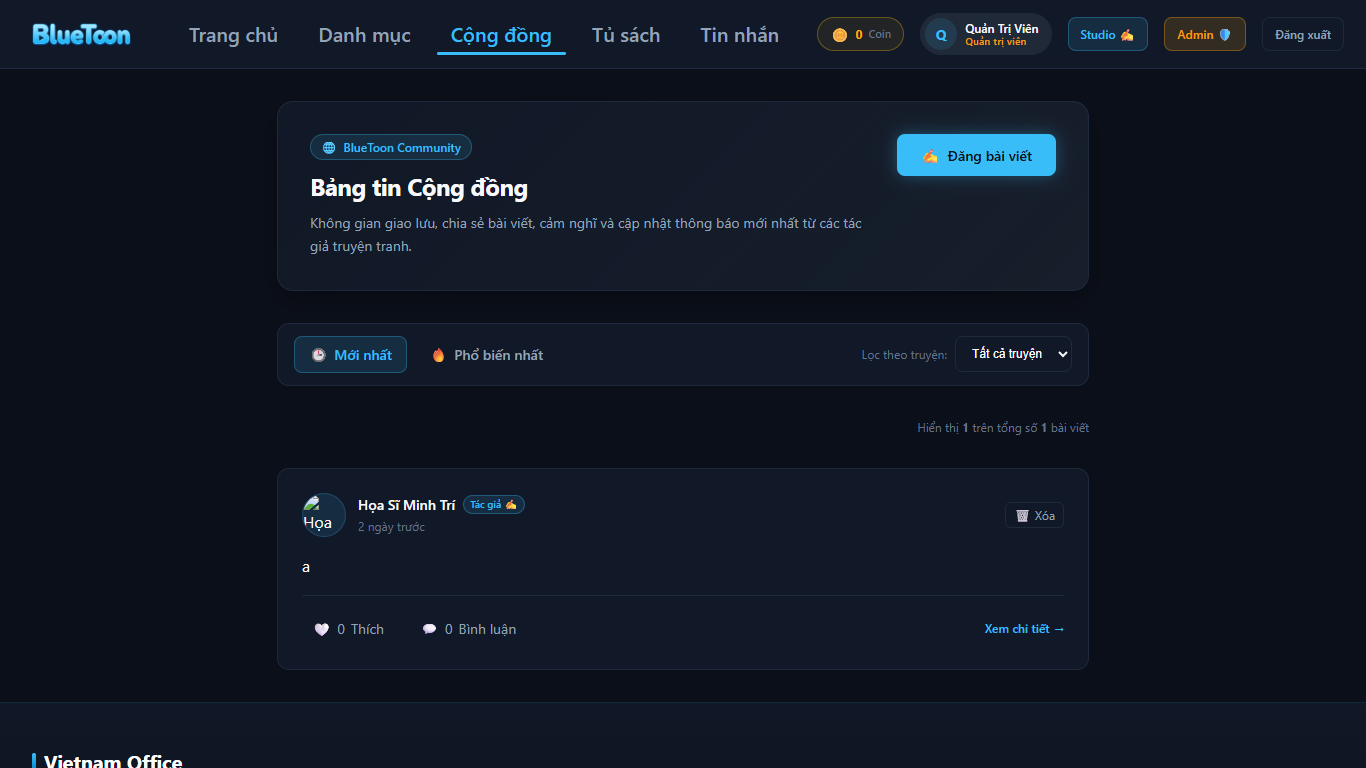 BlueToon
Trang chủ
Danh mục
Cộng đồng
Tủ sách
Tin nhắn
0 Coin
Q
Quản Trị Viên
Quản trị viên
Studio
Admin
Đăng xuất
BlueToon Community
Đăng bài viết
Bảng tin Cộng đồng
Không gian giao lưu, chia sẻ bài viết, cảm nghĩ và cập nhật thông báo mới nhất từ các tác
giả truyện tranh.
Mới nhất
Phổ biến nhất
Lọc theo truyện:
Tất cả truyện
Hiển thị 1 trên tổng số 1 bài viết
Họa
Họa Sĩ Minh Trí
Tác giả
2 ngày trước
Xóa
a
0 Thích
0 Bình luận
Xem chi tiết →
Vietnam Office